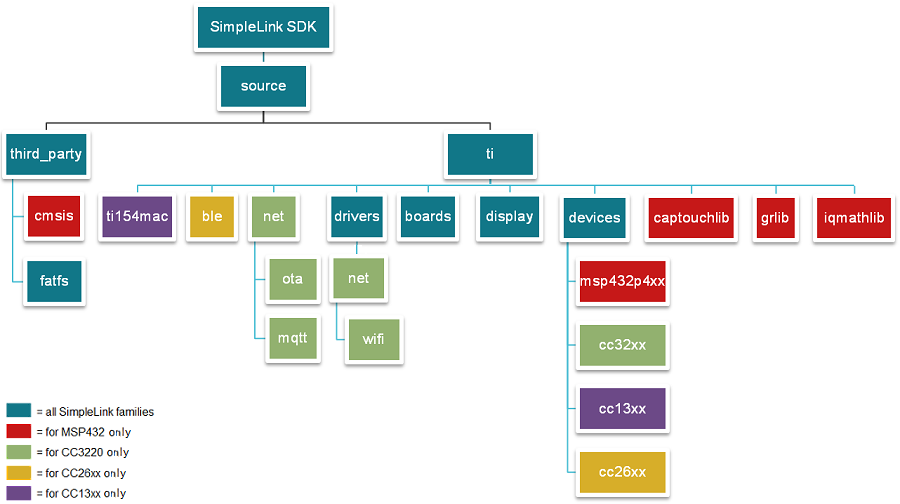 SimpleLink SDK
source
third_party
ti
cmsis
ti154mac
ble
net
drivers
boards
display
devices
captouchlib
grlib
iqmathlib
fatfs
ota
net
msp432p4xx
mqtt
wifi
cc32xx
cc13xx
cc26xx
= all SimpleLink families
= for MSP432 only
= for CC3220 only
= for CC26xx only
= for CC13xx only